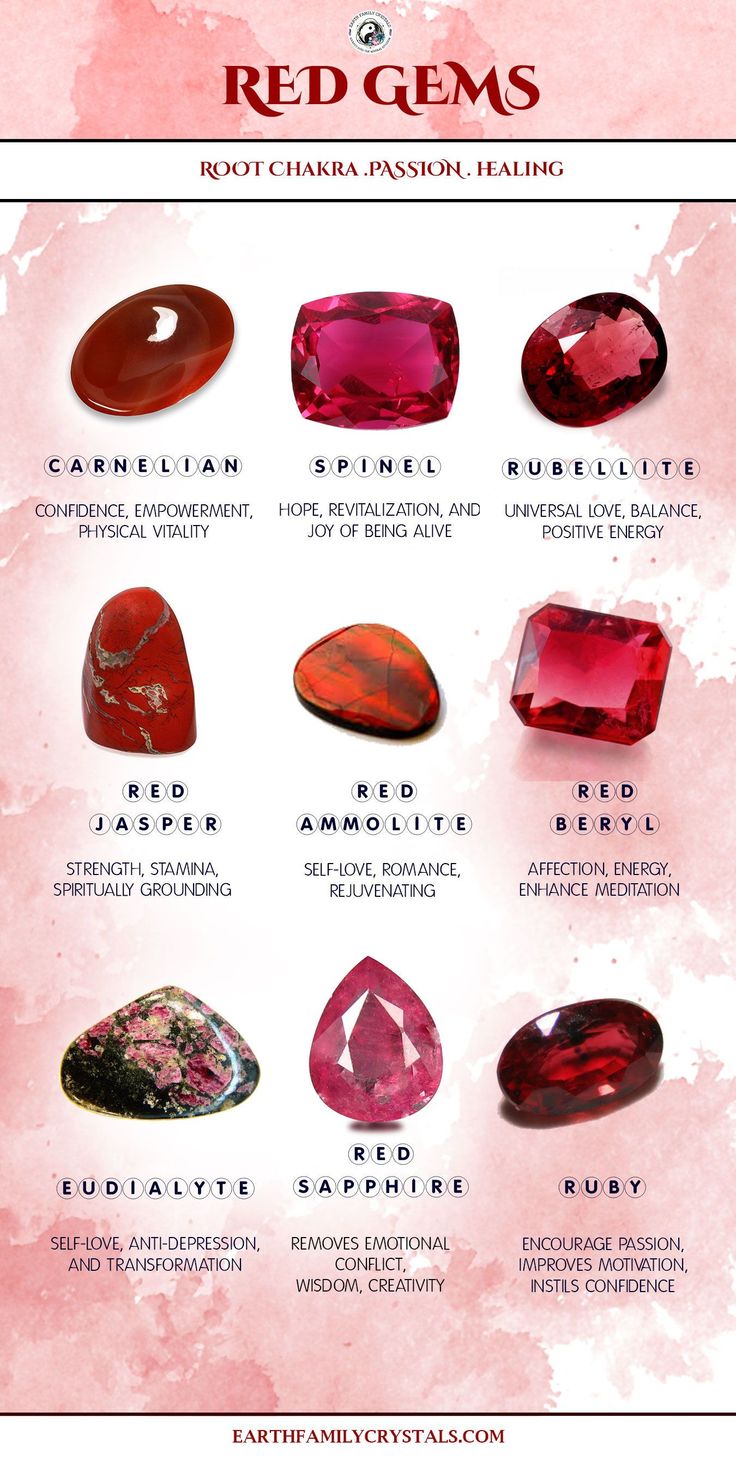 EARTH FAMILY CRYSTALS
RED GEMS
ROOT CHAKRA .PASSION . HEALING
CARNELIAN
CONFIDENCE, EMPOWERMENT,
PHYSICAL VITALITY
SPINEL
HOPE, REVITALIZATION, AND
JOY OF BEING ALIVE
RUBELLITE
UNIVERSAL LOVE, BALANCE,
POSITIVE ENERGY
RED
JASPER
STRENGTH, STAMINA,
SPIRITUALLY GROUNDING
RED
AMMOLITE
SELF-LOVE, ROMANCE,
REJUVENATING
RED
BERYL
AFFECTION, ENERGY,
ENHANCE MEDITATION
EUDIALYTE
SELF-LOVE, ANTI-DEPRESSION,
AND TRANSFORMATION
RED
SAPPHIRE
REMOVES EMOTIONAL
CONFLICT,
WISDOM, CREATIVITY
RUBY
ENCOURAGE PASSION,
IMPROVES MOTIVATION,
INSTILS CONFIDENCE
EARTHFAMILYCRYSTALS.COM